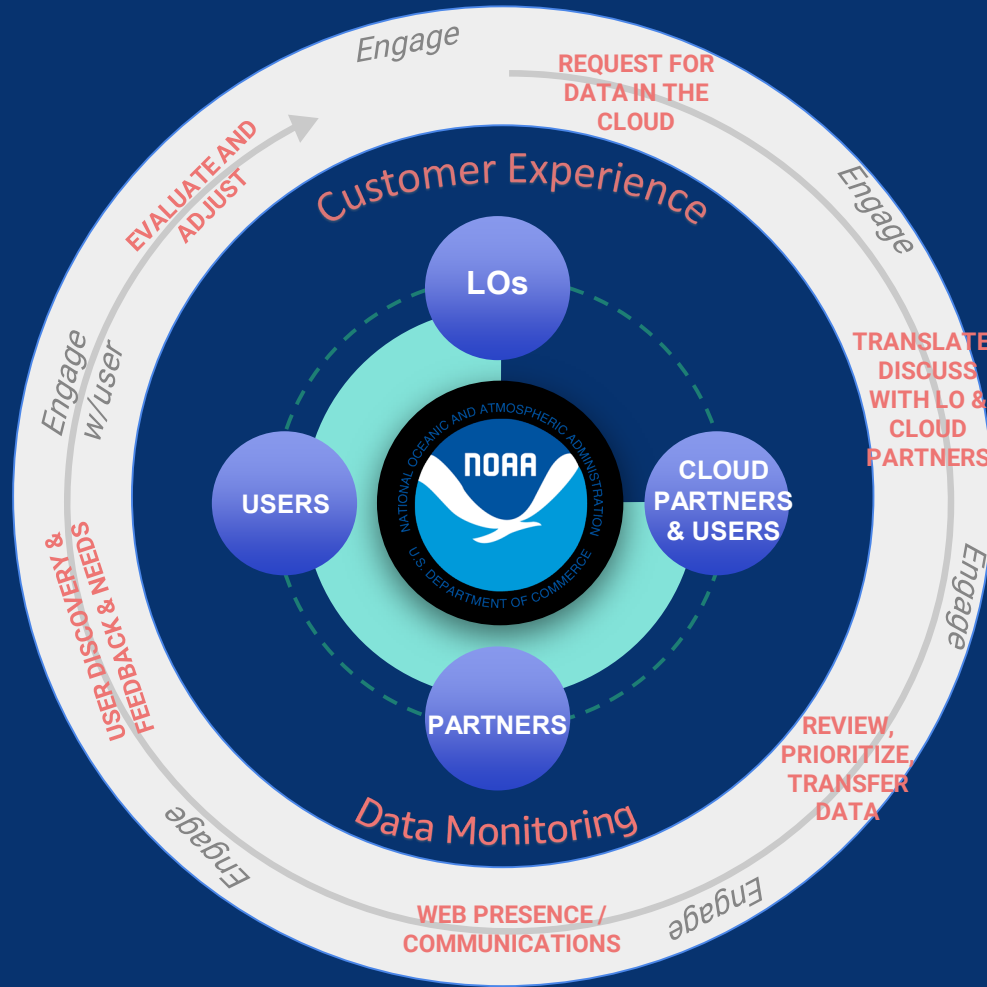 Engage
REQUEST FOR
DATA IN THE
CLOUD
Engage
TRANSLATE,
DISCUSS
WITH LO &
CLOUD
PARTNERS
Engage
REVIEW,
PRIORITIZE,
TRANSFER
DATA
Engage
WEB PRESENCE /
COMMUNICATIONS
Engage
USER DISCOVERY &
FEEDBACK & NEEDS
Engage
w/user
EVALUATE AND
ADJUST
Customer Experience
LOs
CLOUD
PARTNERS
& USERS
PARTNERS
USERS
NATIONAL OCEANIC AND ATMOSPHERIC ADMINISTRATION
NOAA
U.S. DEPARTMENT OF COMMERCE
Data Monitoring